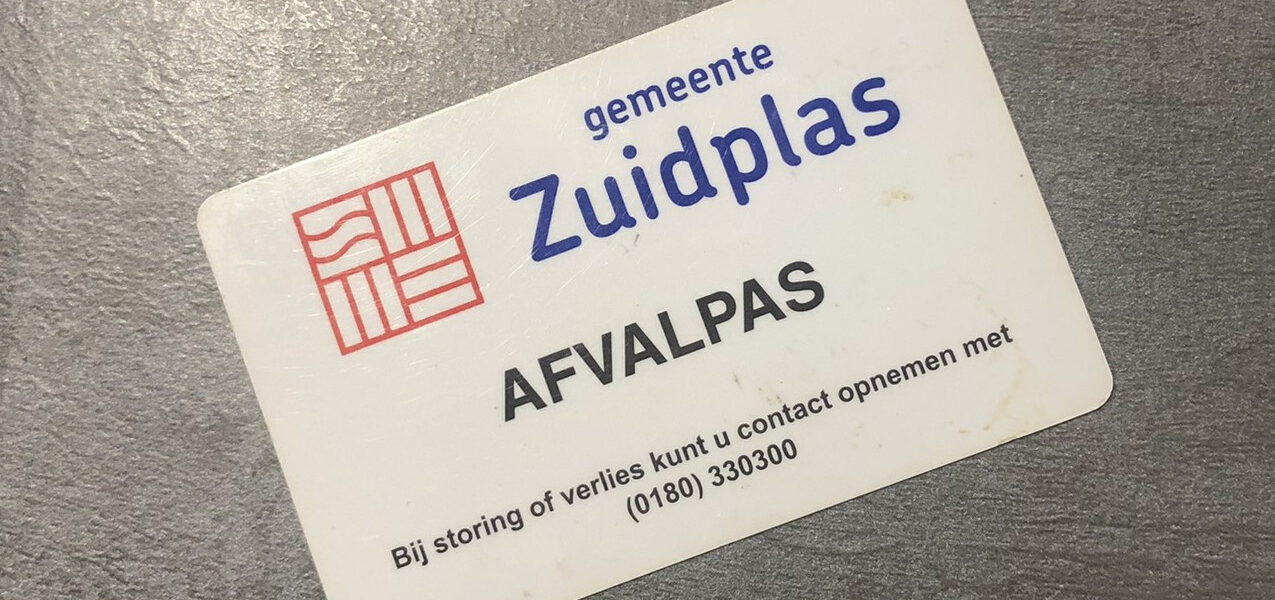 gemeente
Zuidplas
AFVALPAS
Bij storing of verlies kunt u contact opnemen met
(0180) 330300